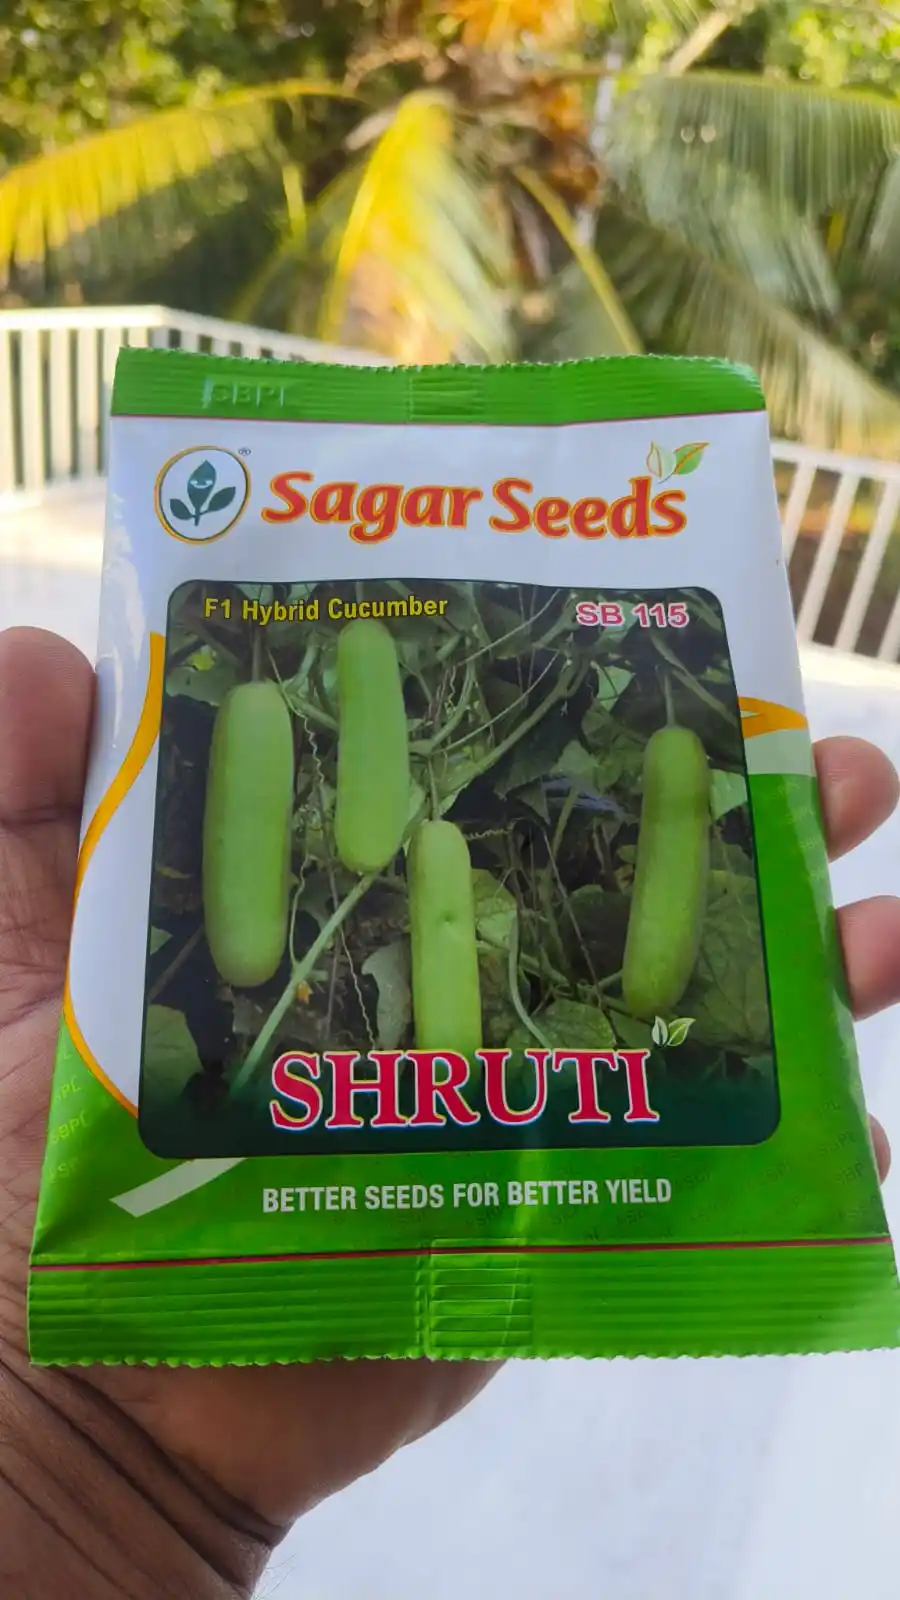 SBPL
Sagar Seeds
®
F1 Hybrid Cucumber
SB 115
SHRUTI
BETTER SEEDS FOR BETTER YIELD